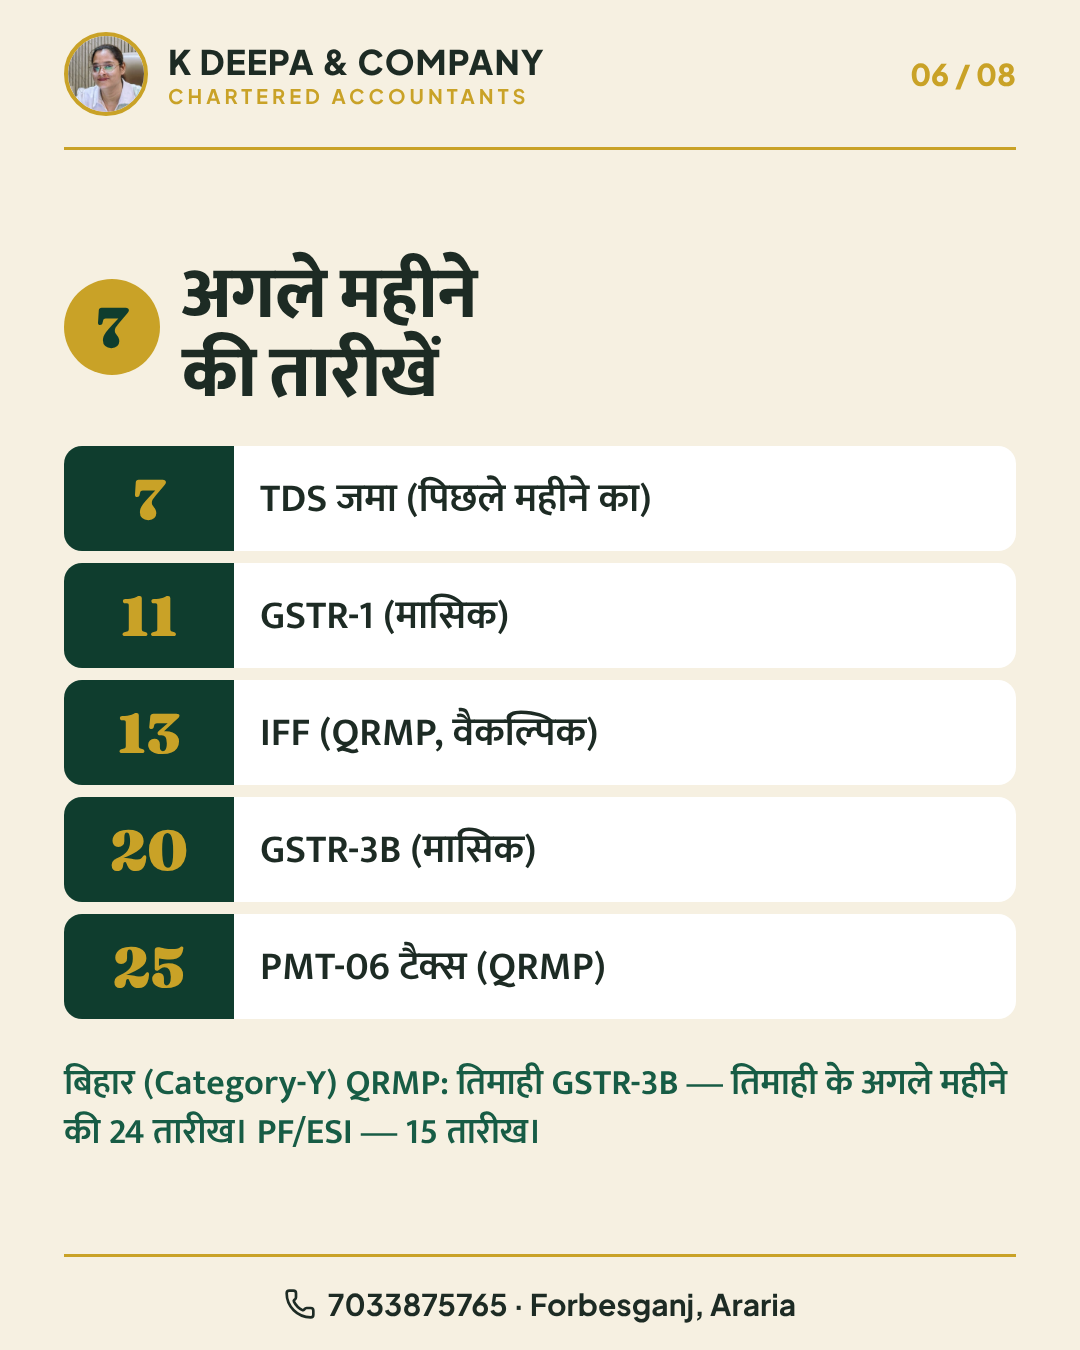 K DEEPA & COMPANY
CHARTERED ACCOUNTANTS
06 / 08
7
अगले महीने
की तारीखें
7
TDS जमा (पिछले महीने का)
11
GSTR-1 (मासिक)
13
IFF (QRMP, वैकल्पिक)
20
GSTR-3B (मासिक)
25
PMT-06 टैक्स (QRMP)
बिहार (Category-Y) QRMP: तिमाही GSTR-3B — तिमाही के अगले महीने
की 24 तारीख। PF/ESI — 15 तारीख।
7033875765 · Forbesganj, Araria